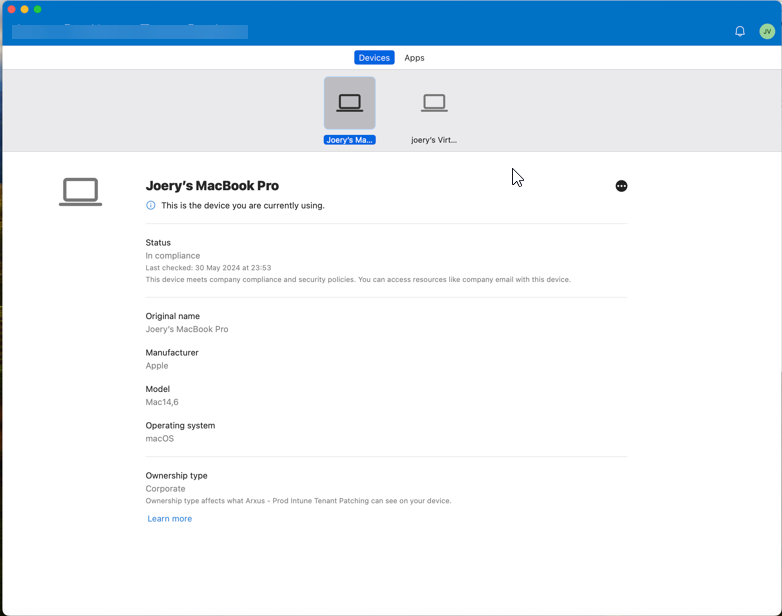 JV
Devices
Apps
Joery's Ma...
joery's Virt...
Joery's MacBook Pro
This is the device you are currently using.
Status
In compliance
Last checked: 30 May 2024 at 23:53
This device meets company compliance and security policies. You can access resources like company email with this device.
Original name
Joery's MacBook Pro
Manufacturer
Apple
Model
Mac14,6
Operating system
macOS
Ownership type
Corporate
Ownership type affects what Arxus - Prod Intune Tenant Patching can see on your device.
Learn more